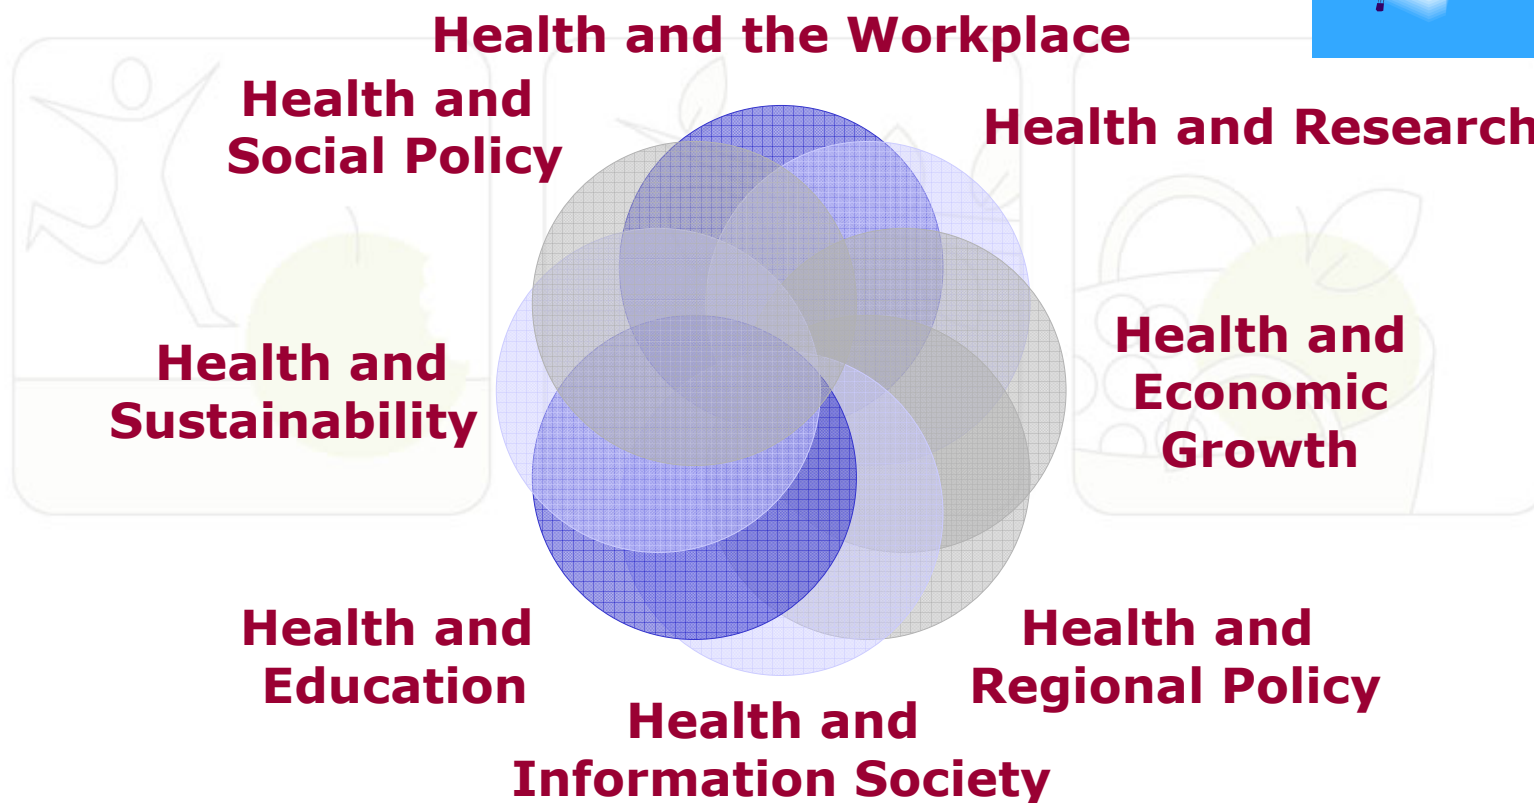 Health and the Workplace
Health and
Social Policy
Health and Research
Health and
Economic
Growth
Health and
Regional Policy
Health and
Information Society
Health and
Education
Health and
Sustainability